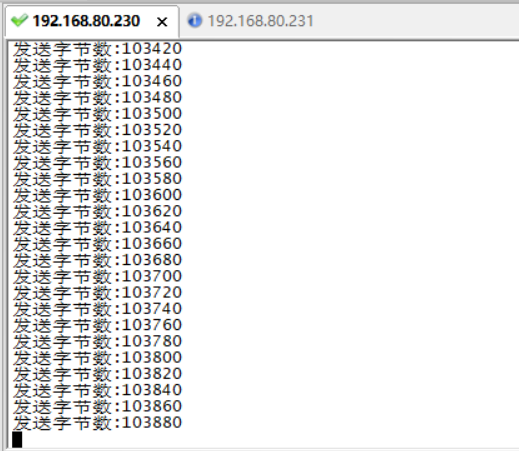 192.168.80.230 × 192.168.80.231
发送字节数:103420
发送字节数:103440
发送字节数:103460
发送字节数:103480
发送字节数:103500
发送字节数:103520
发送字节数:103540
发送字节数:103560
发送字节数:103580
发送字节数:103600
发送字节数:103620
发送字节数:103640
发送字节数:103660
发送字节数:103680
发送字节数:103700
发送字节数:103720
发送字节数:103740
发送字节数:103760
发送字节数:103780
发送字节数:103800
发送字节数:103820
发送字节数:103840
发送字节数:103860
发送字节数:103880